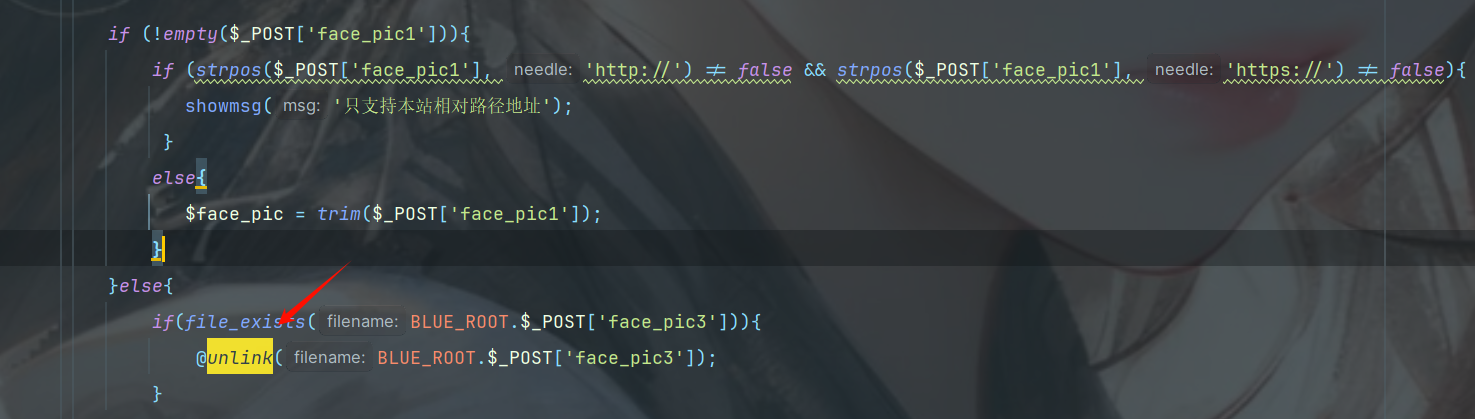 if (!empty($_POST['face_pic1'])){
if (strpos($_POST['face_pic1'], needle: 'http://') != false && strpos($_POST['face_pic1'], needle: 'https://') != false){
showmsg( msg: '只支持本站相对路径地址');
}
else{
$face_pic = trim($_POST['face_pic1']);
}
}else{
if(file_exists( filename: BLUE_ROOT.$_POST['face_pic3'])){
@unlink( filename: BLUE_ROOT.$_POST['face_pic3']);
}